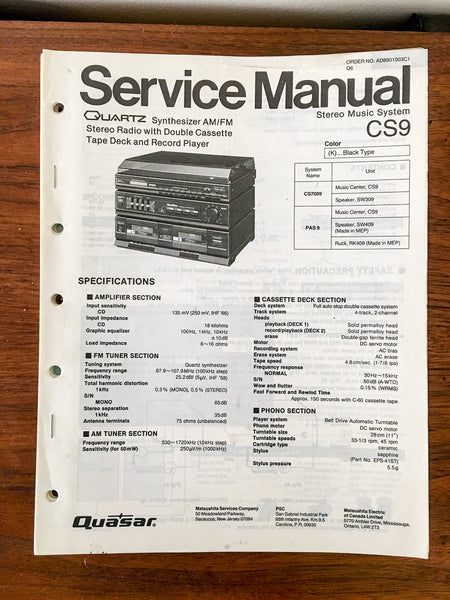 ORDER NO. AD8901003C1
Q6
Service Manual
Stereo Music System
CS9
QUARTZ Synthesizer AM/FM
Stereo Radio with Double Cassette
Tape Deck and Record Player
Color
(K)...Black Type
System Name Unit
CS7009 Music Center, CS9
Speaker, SW309
PAS 9 Music Center, CS9
Speaker, SW409
(Made in MEP)
Ruck, RK409 (Made in MEP)
SPECIFICATIONS
■ AMPLIFIER SECTION
Input sensitivity
CD 135 mV (250 mV, IHF '66)
Input impedance
CD 18 kilohms
Graphic equalizer 100Hz, 1kHz, 10kHz
±10dB
Load impedance 6~16 ohms
■ FM TUNER SECTION
Tuning system Quartz synthesizer
Frequency range 87.9~107.9MHz (100kHz step)
Sensitivity 25.2dBf (5μV, IHF '58)
Total harmonic distortion
1kHz 0.3% (MONO), 0.5% (STEREO)
S/N
MONO 65dB
Stereo separation
1kHz 35dB
Antenna terminals 75 ohms (unbalanced)
■ AM TUNER SECTION
Frequency range 530~1720kHz (10kHz step)
Sensitivity (for 50mW) 250μV/m (1000kHz)
■ CASSETTE DECK SECTION
Deck system Full auto stop double cassette system
Track system 4-track, 2-channel
Heads
playback (DECK 1) Solid permalloy head
record/playback (DECK 2) Solid permalloy head
erase Double-gap ferrite head
Motor DC servo motor
Recording system AC bias
Erase system AC erase
Tape speed 4.8cm/sec. (1-7/8 ips)
Frequency response
NORMAL 30Hz~15kHz
S/N 50dB (A-WTD)
Wow and flutter 0.15% (WRMS)
Fast Forward and Rewind Time
Approx. 150 seconds with C-60 cassette tape
■ PHONO SECTION
Player system Belt Drive Automatic Turntable
Phono motor DC servo motor
Turntable size 28cm (11")
Turntable speeds 33-1/3 rpm, 45 rpm
Cartridge type ceramic
Stylus sapphire
(Part No. EPS-41ST)
Stylus pressure 5.5g
Quasar
Matsushita Services Company
50 Meadowland Parkway,
Secaucus, New Jersey 07094
PSC
San Gabriel Industrial Park
65th Infantry Ave. Km.9.5
Carolina, P.R. 00630
Matsushita Electric
of Canada Limited
5770 Ambler Drive, Mississauga,
Ontario, L4W 2T3